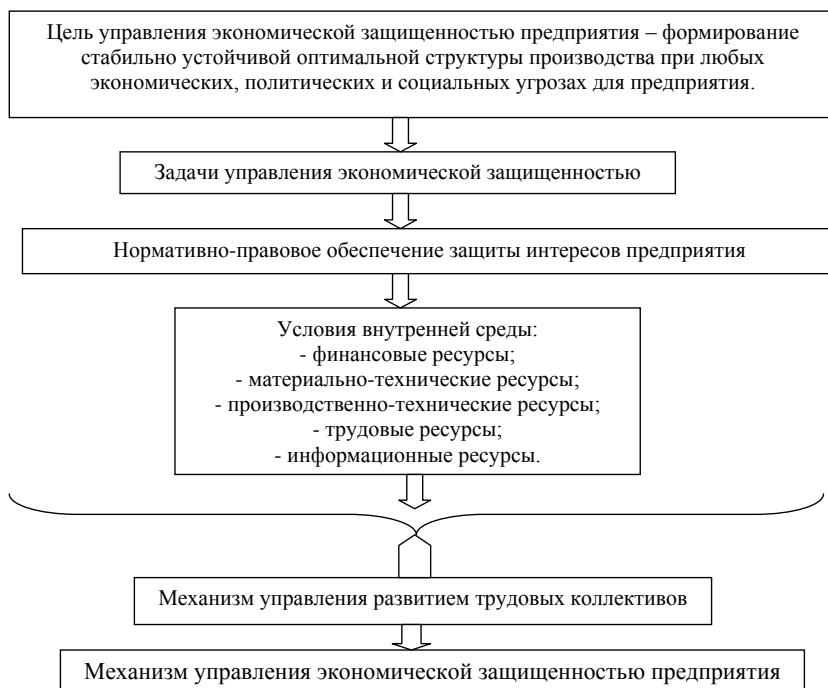 Цель управления экономической защищенностью предприятия – формирование
стабильно устойчивой оптимальной структуры производства при любых
экономических, политических и социальных угрозах для предприятия.
Задачи управления экономической защищенностью
Нормативно-правовое обеспечение защиты интересов предприятия
Условия внутренней среды:
- финансовые ресурсы;
- материально-технические ресурсы;
- производственно-технические ресурсы;
- трудовые ресурсы;
- информационные ресурсы.
Механизм управления развитием трудовых коллективов
Механизм управления экономической защищенностью предприятия